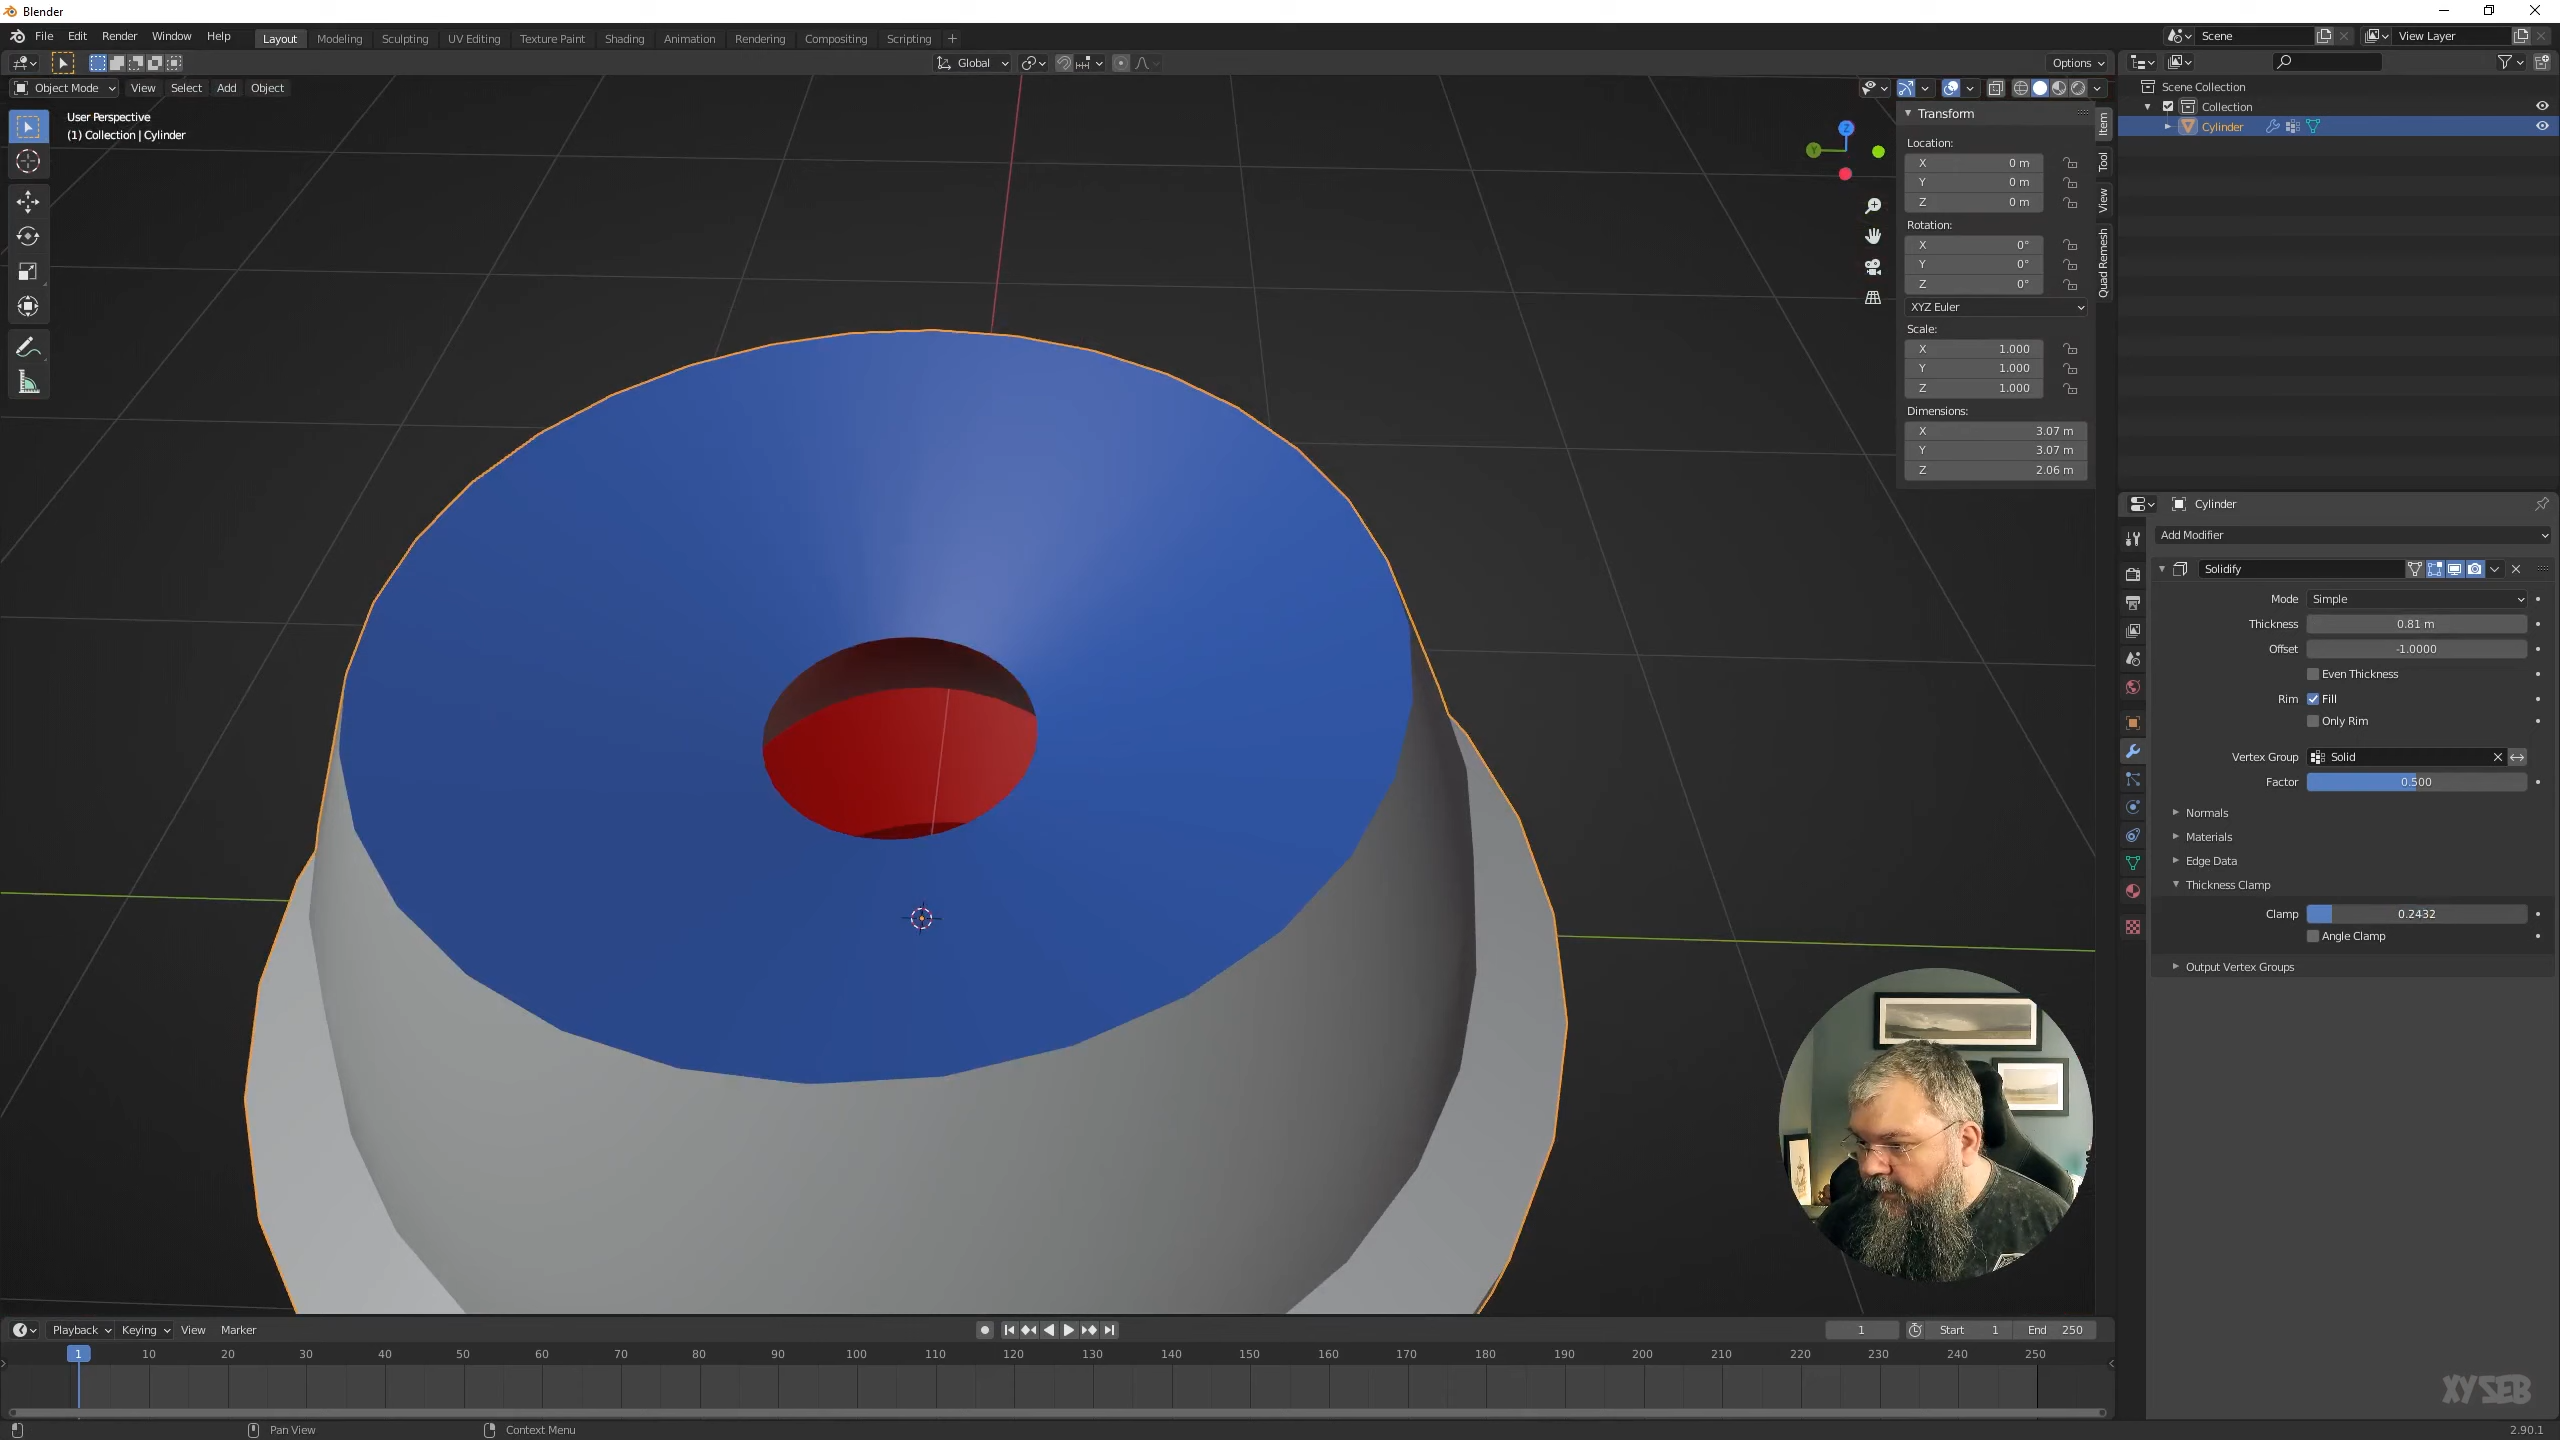 Blender
File Edit Render Window Help
Layout Modeling Sculpting UV Editing Texture Paint Shading Animation Rendering Compositing Scripting +
Scene
View Layer
Global
Options
Object Mode View Select Add Object
User Perspective
(1) Collection | Cylinder
Z
Y
Transform
Location:
X 0 m
Y 0 m
Z 0 m
Rotation:
X 0°
Y 0°
Z 0°
XYZ Euler
Scale:
X 1.000
Y 1.000
Z 1.000
Dimensions:
X 3.07 m
Y 3.07 m
Z 2.06 m
Item
Tool
View
Quad Remesh
Scene Collection
Collection
Cylinder
Cylinder
Add Modifier
Solidify
Mode Simple
Thickness 0.81 m
Offset -1.0000
Even Thickness
Rim Fill
Only Rim
Vertex Group Solid
Factor 0.500
Normals
Materials
Edge Data
Thickness Clamp
Clamp 0.2432
Angle Clamp
Output Vertex Groups
Playback Keying View Marker
1
Start 1
End 250
1 10 20 30 40 50 60 70 80 90 100 110 120 130 140 150 160 170 180 190 200 210 220 230 240 250
XYSEB
Pan View
Context Menu
2.90.1